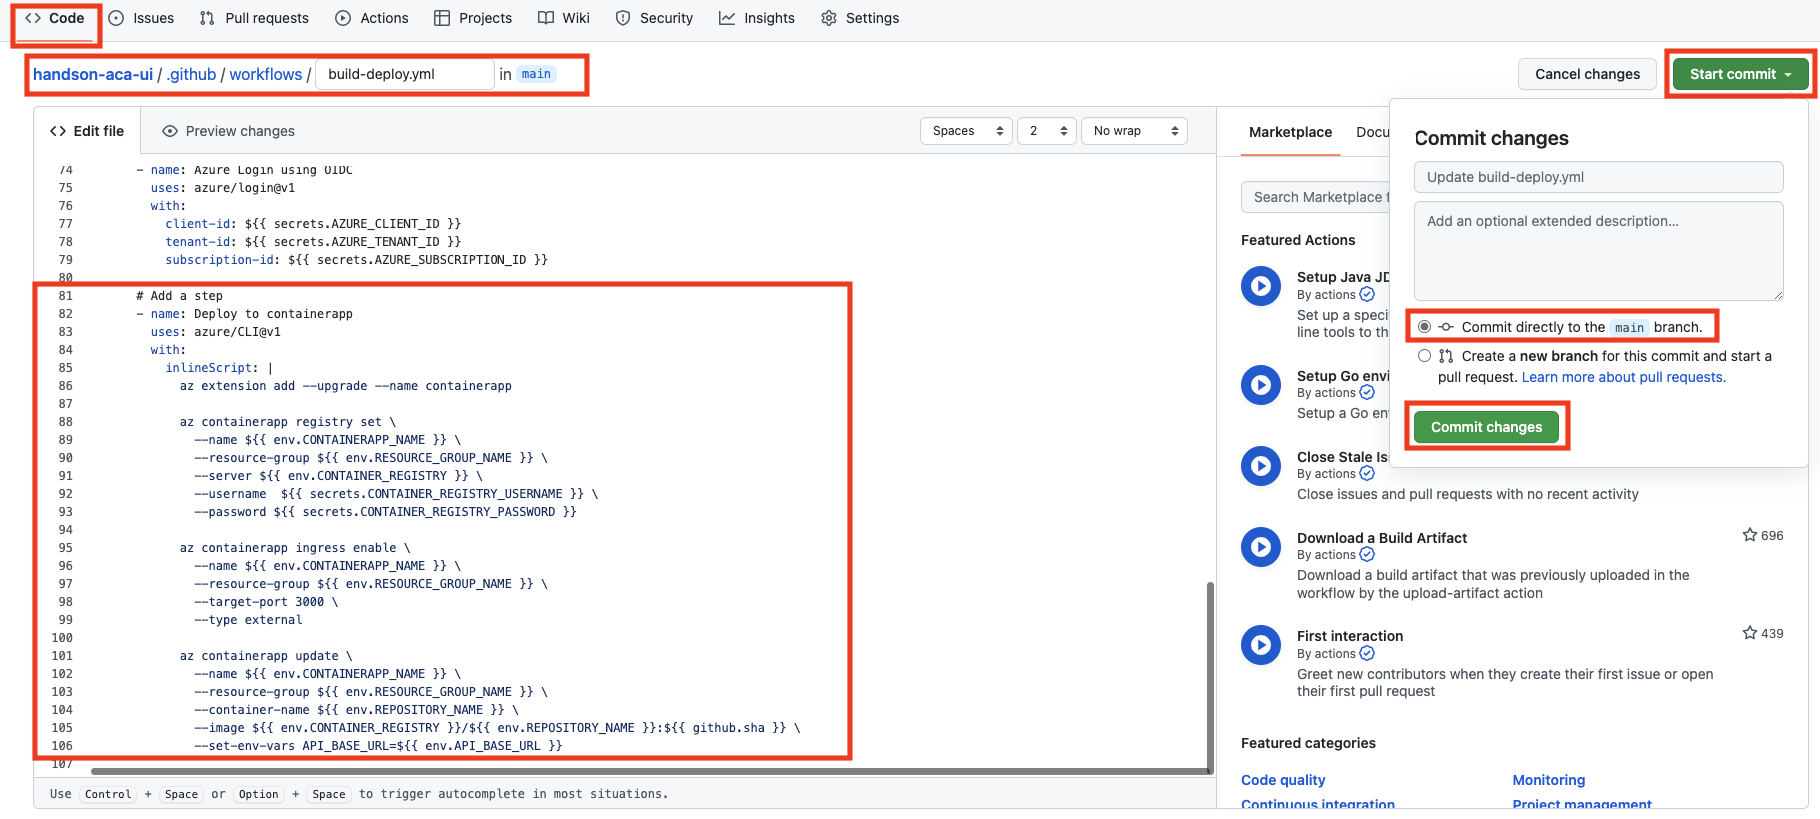 Code Issues Pull requests Actions Projects Wiki Security Insights Settings
handson-aca-ui / .github / workflows / build-deploy.yml in main
Cancel changes
Start commit
Edit file
Preview changes
Spaces
2
No wrap
74 - name: Azure Login using OIDC
75 uses: azure/login@v1
76 with:
77 client-id: ${{ secrets.AZURE_CLIENT_ID }}
78 tenant-id: ${{ secrets.AZURE_TENANT_ID }}
79 subscription-id: ${{ secrets.AZURE_SUBSCRIPTION_ID }}
80
81 # Add a step
82 - name: Deploy to containerapp
83 uses: azure/CLI@v1
84 with:
85 inlineScript: |
86 az extension add --upgrade --name containerapp
87
88 az containerapp registry set \
89 --name ${{ env.CONTAINERAPP_NAME }} \
90 --resource-group ${{ env.RESOURCE_GROUP_NAME }} \
91 --server ${{ env.CONTAINER_REGISTRY }} \
92 --username  ${{ secrets.CONTAINER_REGISTRY_USERNAME }} \
93 --password ${{ secrets.CONTAINER_REGISTRY_PASSWORD }}
94
95 az containerapp ingress enable \
96 --name ${{ env.CONTAINERAPP_NAME }} \
97 --resource-group ${{ env.RESOURCE_GROUP_NAME }} \
98 --target-port 3000 \
99 --type external
100
101 az containerapp update \
102 --name ${{ env.CONTAINERAPP_NAME }} \
103 --resource-group ${{ env.RESOURCE_GROUP_NAME }} \
104 --container-name ${{ env.REPOSITORY_NAME }} \
105 --image ${{ env.CONTAINER_REGISTRY }}/${{ env.REPOSITORY_NAME }}:${{ github.sha }} \
106 --set-env-vars API_BASE_URL=${{ env.API_BASE_URL }}
107
Use Control + Space or Option + Space to trigger autocomplete in most situations.
Marketplace Docu
Search Marketplace f
Featured Actions
Setup Java JD
By actions
Set up a speci
line tools to th
Setup Go envi
By actions
Setup a Go en
Close Stale Is
By actions
Close issues and pull requests with no recent activity
Download a Build Artifact
696
By actions
Download a build artifact that was previously uploaded in the
workflow by the upload-artifact action
First interaction
439
By actions
Greet new contributors when they create their first issue or open
their first pull request
Featured categories
Code quality
Monitoring
Continuous integration
Project management
Commit changes
Update build-deploy.yml
Add an optional extended description...
Commit directly to the main branch.
Create a new branch for this commit and start a
pull request. Learn more about pull requests.
Commit changes